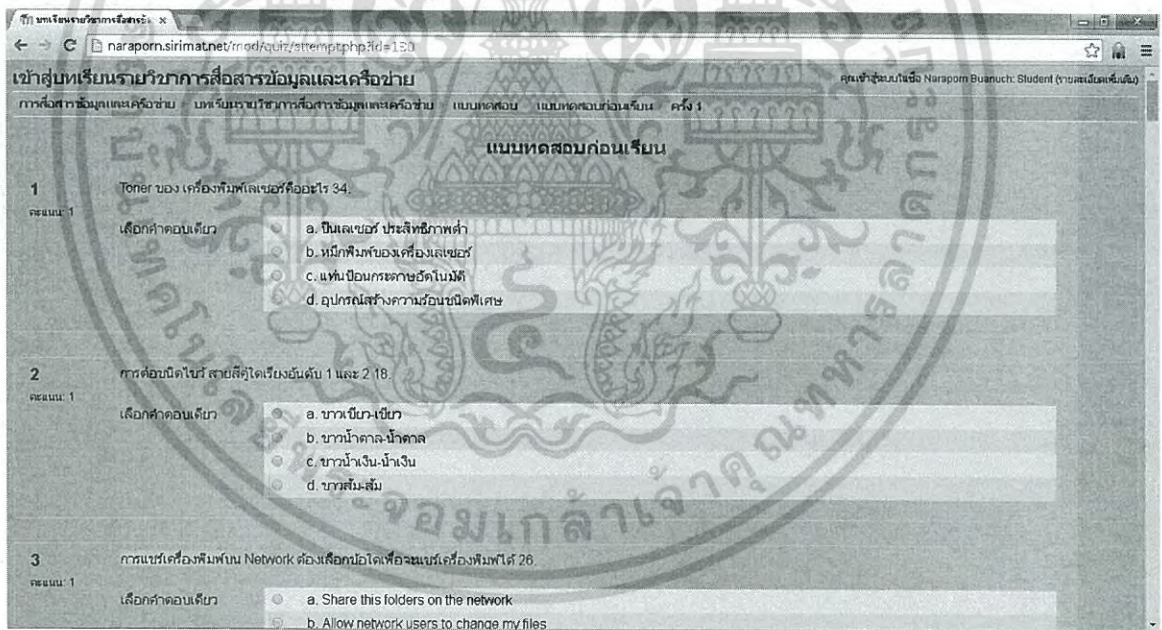 บทเรียนรายวิชาการสื่อสารข้
naraporn.sirimat.net/mod/quiz/attempt.php?id=130
เข้าสู่บทเรียนรายวิชาการสื่อสารข้อมูลและเครือข่าย
คุณเข้าสู่ระบบในชื่อ Naraporn Buanuch: Student (รายละเอียดเพิ่มเติม)
การสื่อสารข้อมูลและเครือข่าย บทเรียนรายวิชาการสื่อสารข้อมูลและเครือข่าย แบบทดสอบ แบบทดสอบก่อนเรียน ครั้ง 1
แบบทดสอบก่อนเรียน
1 Toner ของ เครื่องพิมพ์เลเซอร์คืออะไร 34.
คะแนน: 1
เลือกคำตอบเดียว a. ปืนเลเซอร์ ประสิทธิภาพต่ำ
b. หมึกพิมพ์ของเครื่องเลเซอร์
c. แท่นป้อนกระดาษอัตโนมัติ
d. อุปกรณ์สร้างความร้อนชนิดพิเศษ
2 การต่อชนิดไขว้ สายสีคู่ใดเรียงอันดับ 1 และ 2 18.
คะแนน: 1
เลือกคำตอบเดียว a. ขาวเขียว-เขียว
b. ขาวน้ำตาล-น้ำตาล
c. ขาวน้ำเงิน-น้ำเงิน
d. ขาวส้ม-ส้ม
3 การแชร์เครื่องพิมพ์บน Network ต้องเลือกข้อใดเพื่อจะแชร์เครื่องพิมพ์ได้ 26.
คะแนน: 1
เลือกคำตอบเดียว a. Share this folders on the network
b. Allow network users to change my files